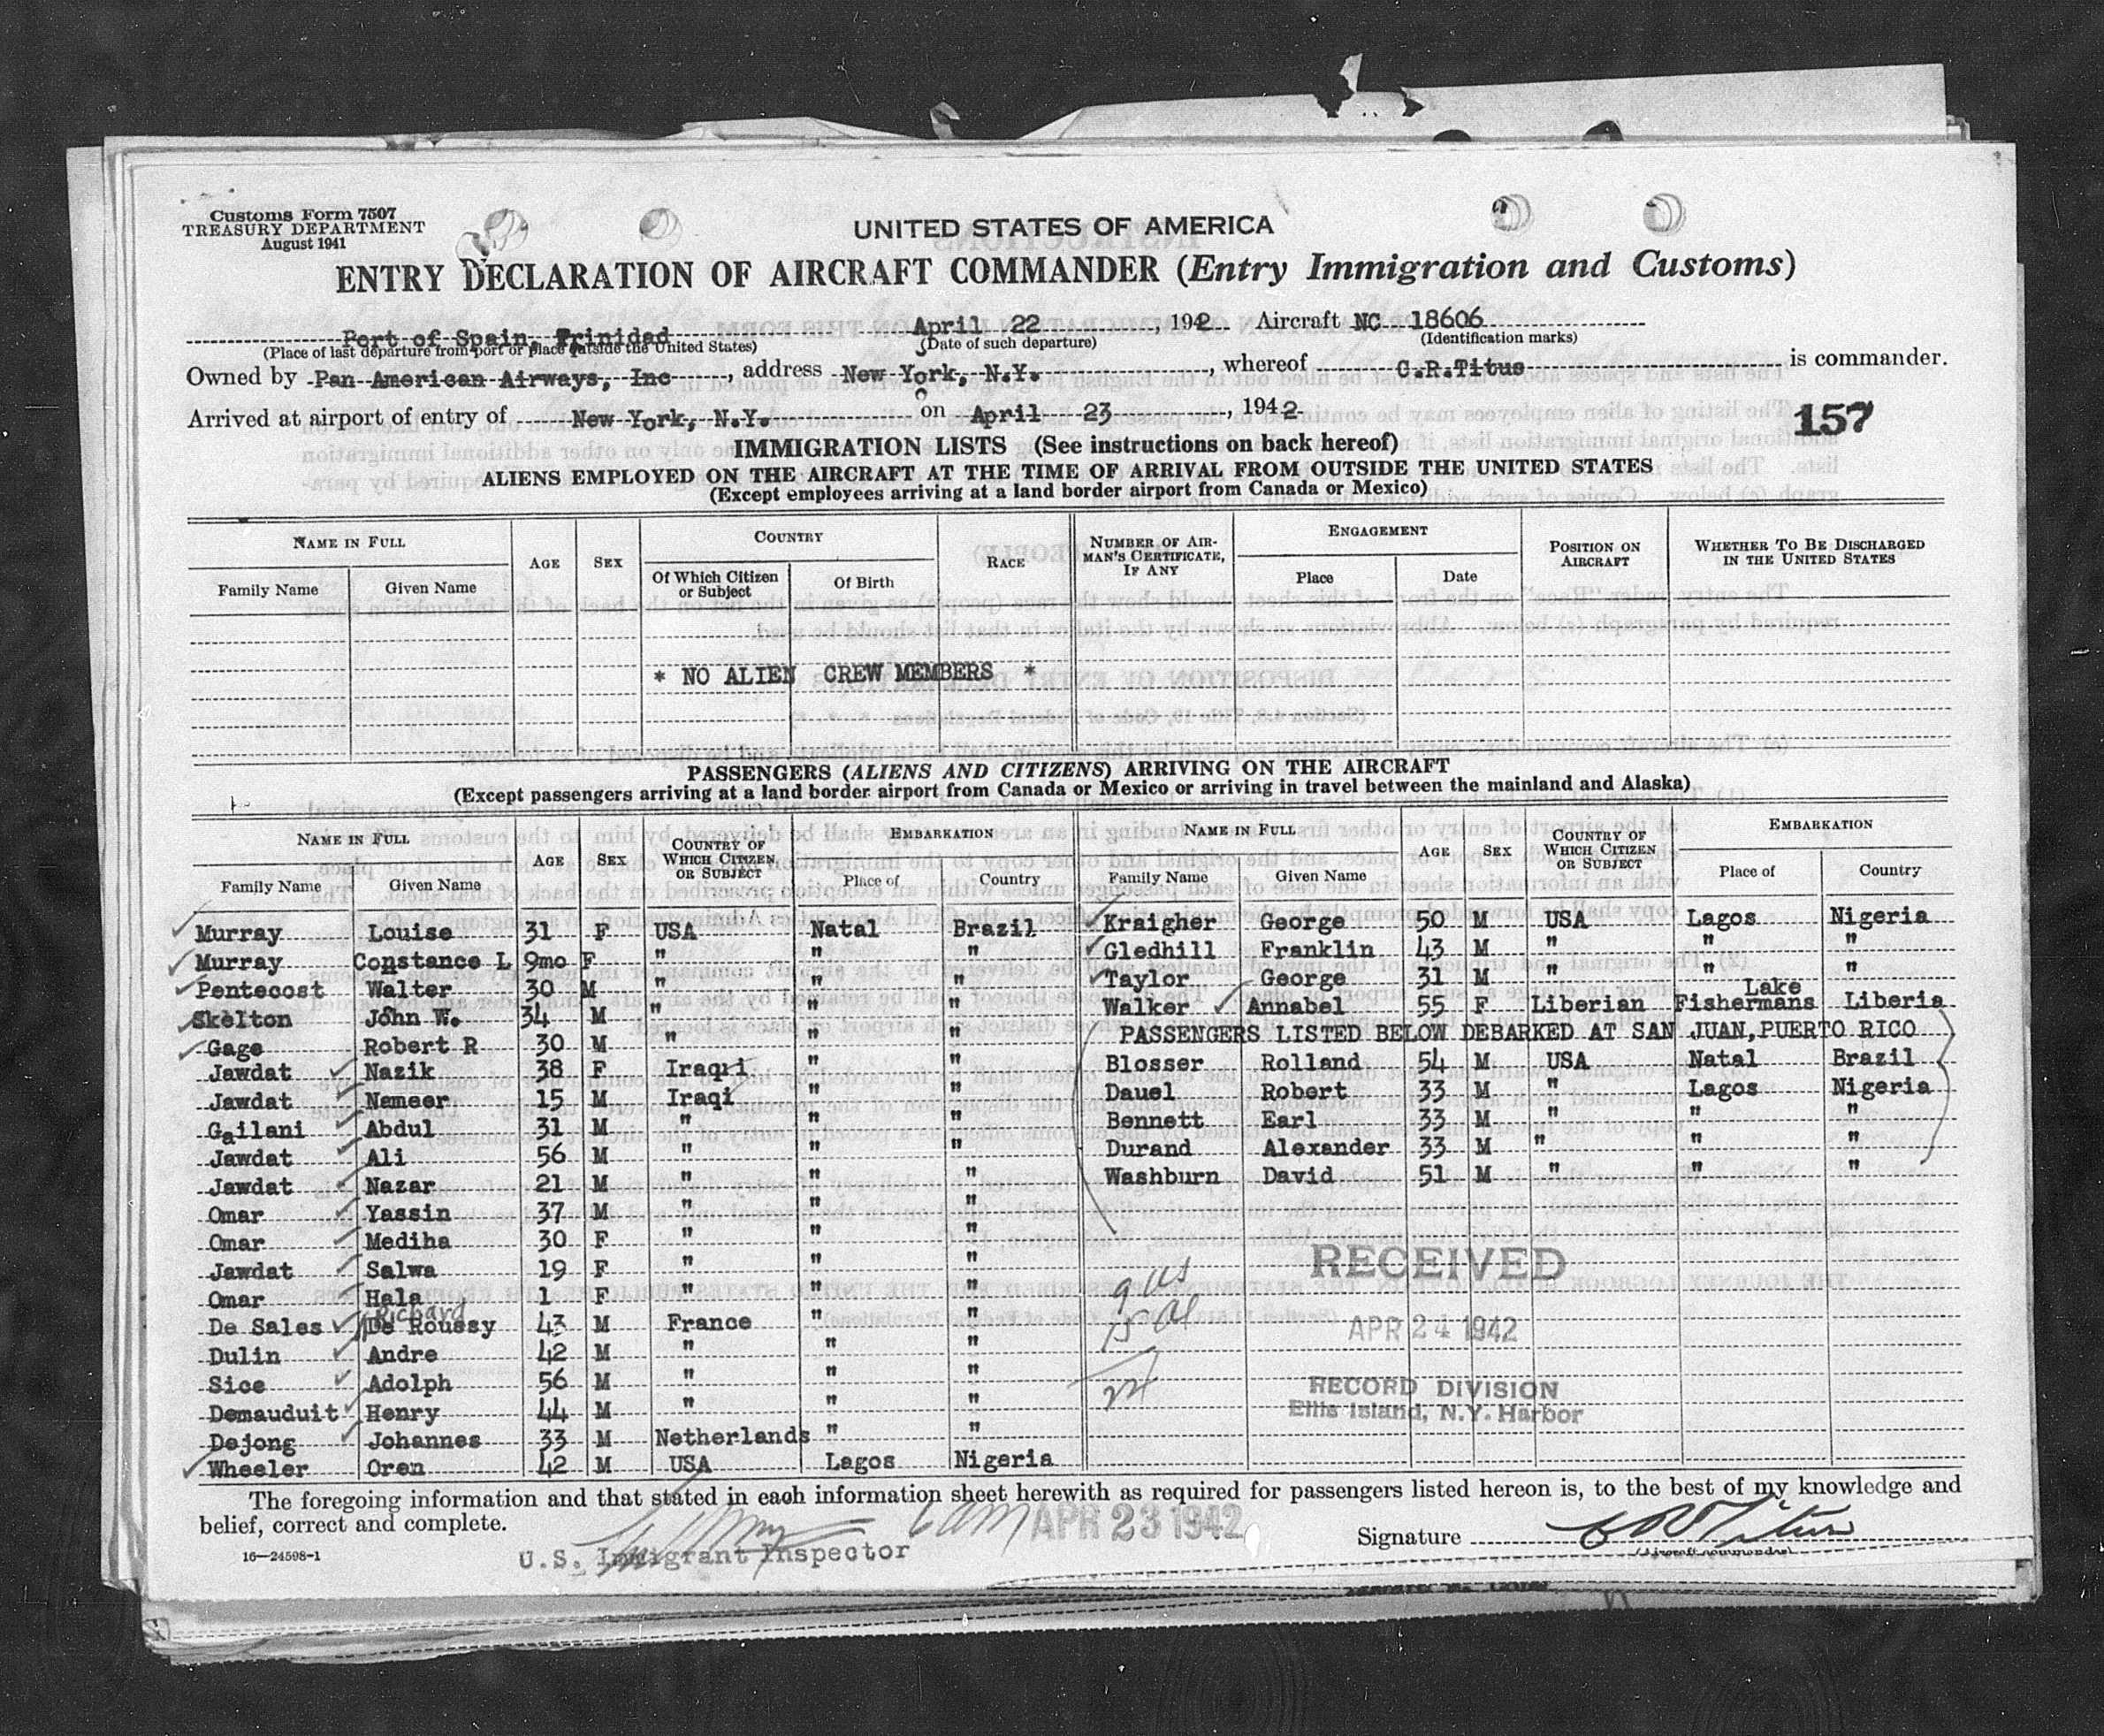 Customs Form 7507
TREASURY DEPARTMENT
August 1941
UNITED STATES OF AMERICA
ENTRY DECLARATION OF AIRCRAFT COMMANDER (Entry Immigration and Customs)
Port of Spain, Trinidad April 22, 1942 Aircraft NC 18606
(Place of last departure from port or place outside the United States) (Date of such departure) (Identification marks)
Owned by Pan American Airways, Inc, address New York, N.Y., whereof C.R.Titus is commander.
Arrived at airport of entry of New York, N.Y. on April 23, 1942
157
IMMIGRATION LISTS (See instructions on back hereof)
ALIENS EMPLOYED ON THE AIRCRAFT AT THE TIME OF ARRIVAL FROM OUTSIDE THE UNITED STATES
(Except employees arriving at a land border airport from Canada or Mexico)
NAME IN FULL AGE SEX COUNTRY RACE NUMBER OF AIRMAN'S CERTIFICATE, IF ANY ENGAGEMENT POSITION ON AIRCRAFT WHETHER TO BE DISCHARGED IN THE UNITED STATES
Family Name Given Name Of Which Citizen or Subject Of Birth Place Date
* NO ALIEN CREW MEMBERS *
PASSENGERS (ALIENS AND CITIZENS) ARRIVING ON THE AIRCRAFT
(Except passengers arriving at a land border airport from Canada or Mexico or arriving in travel between the mainland and Alaska)
NAME IN FULL AGE SEX COUNTRY OF WHICH CITIZEN OR SUBJECT EMBARKATION NAME IN FULL AGE SEX COUNTRY OF WHICH CITIZEN OR SUBJECT EMBARKATION
Family Name Given Name Place of Country Family Name Given Name Place of Country
Murray Louise 31 F USA Natal Brazil
Murray Constance L 9mo F " " "
Pentecost Walter 30 M " " "
Skelton John W. 34 M " " "
Gage Robert R 30 M " " "
Jawdat Nazik 38 F Iraqri " "
Jawdat Nameer 15 M Iraqi " "
Gailani Abdul 31 M " " "
Jawdat Ali 56 M " " "
Jawdat Nazar 21 M " " "
Omar Yassin 37 M " " "
Omar Mediha 30 F " " "
Jawdat Salwa 19 F " " "
Omar Hala 1 F " " "
Richard
De Sales De Roussy 43 M France " "
Dulin Andre 42 M " " "
Sice Adolph 56 M " " "
Demauduit Henry 44 M " " "
Dejong Johannes 33 M Netherlands " "
Wheeler Oren 42 M USA Lagos Nigeria
Kraigher George 50 M USA Lagos Nigeria
Gledhill Franklin 43 M " " "
Taylor George 31 M " " "
Lake
Walker Annabel 55 F Liberian Fishermans Liberia
PASSENGERS LISTED BELOW DEBARKED AT SAN JUAN, PUERTO RICO
Blosser Rolland 54 M USA Natal Brazil
Dauel Robert 33 M " Lagos Nigeria
Bennett Earl 33 M " " "
Durand Alexander 33 M " " "
Washburn David 51 M " " "
9 us
15 al
24
RECEIVED
APR 24 1942
RECORD DIVISION
Ellis Island, N.Y. Harbor
The foregoing information and that stated in each information sheet herewith as required for passengers listed hereon is, to the best of my knowledge and
belief, correct and complete.
APR 23 1942
Signature C R Titus
(Aircraft commander)
16—24598-1
U.S. Immigrant Inspector